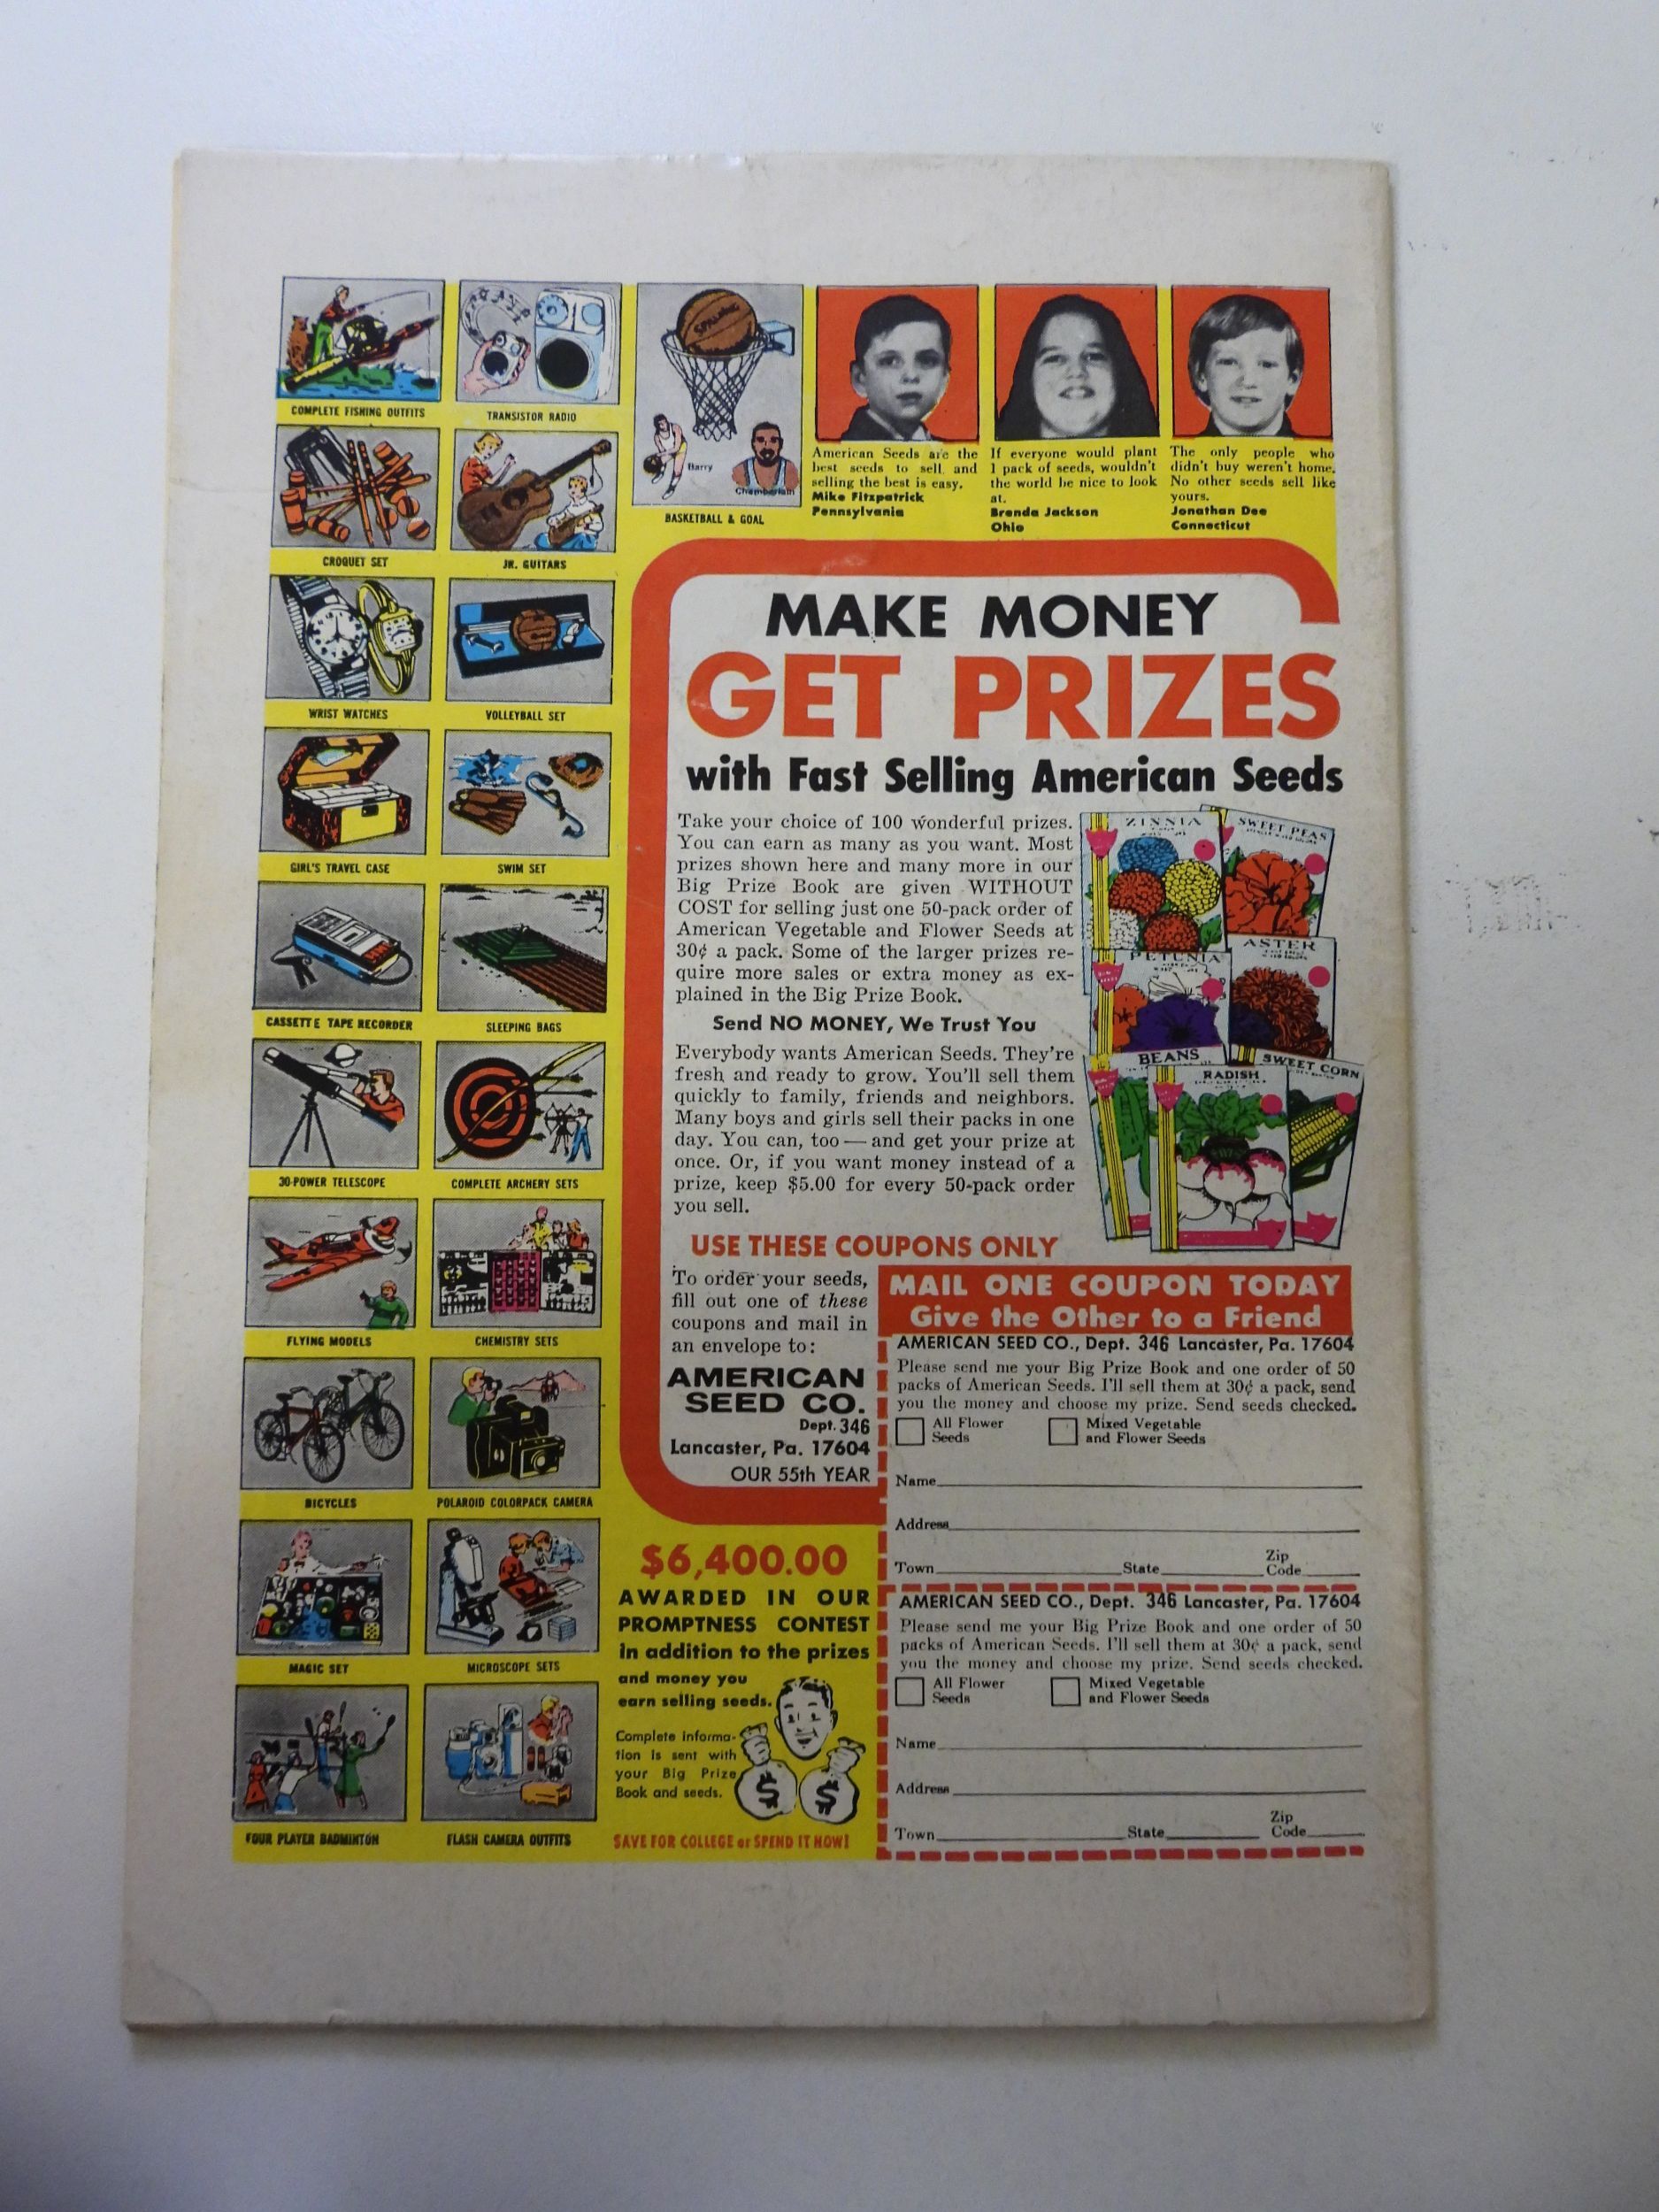 COMPLETE FISHING OUTFITS
TRANSISTOR RADIO
CROQUET SET
JR. GUITARS
WRIST WATCHES
VOLLEYBALL SET
GIRL'S TRAVEL CASE
SWIM SET
CASSETTE TAPE RECORDER
SLEEPING BAGS
30-POWER TELESCOPE
COMPLETE ARCHERY SETS
FLYING MODELS
CHEMISTRY SETS
BICYCLES
POLAROID COLORPACK CAMERA
MAGIC SET
MICROSCOPE SETS
FOUR PLAYER BADMINTON
FLASH CAMERA OUTFITS
SPALDING
Barry
Chamberlain
BASKETBALL & GOAL
American Seeds are the
best seeds to sell and
selling the best is easy.
Mike Fitzpatrick
Pennsylvania
If everyone would plant
1 pack of seeds, wouldn't
the world be nice to look
at.
Brenda Jackson
Ohio
The only people who
didn't buy weren't home.
No other seeds sell like
yours.
Jonathan Dee
Connecticut
MAKE MONEY
GET PRIZES
with Fast Selling American Seeds
Take your choice of 100 wonderful prizes.
You can earn as many as you want. Most
prizes shown here and many more in our
Big Prize Book are given WITHOUT
COST for selling just one 50-pack order of
American Vegetable and Flower Seeds at
30¢ a pack. Some of the larger prizes re-
quire more sales or extra money as ex-
plained in the Big Prize Book.
Send NO MONEY, We Trust You
Everybody wants American Seeds. They're
fresh and ready to grow. You'll sell them
quickly to family, friends and neighbors.
Many boys and girls sell their packs in one
day. You can, too — and get your prize at
once. Or, if you want money instead of a
prize, keep $5.00 for every 50-pack order
you sell.
ZINNIA
SWEET PEAS
PETUNIA
ASTER
BEANS
RADISH
SWEET CORN
USE THESE COUPONS ONLY
To order your seeds,
fill out one of these
coupons and mail in
an envelope to:
AMERICAN
SEED CO.
Dept. 346
Lancaster, Pa. 17604
OUR 55th YEAR
MAIL ONE COUPON TODAY
Give the Other to a Friend
AMERICAN SEED CO., Dept. 346 Lancaster, Pa. 17604
Please send me your Big Prize Book and one order of 50
packs of American Seeds. I'll sell them at 30¢ a pack, send
you the money and choose my prize. Send seeds checked.
All Flower
Seeds
Mixed Vegetable
and Flower Seeds
Name
Address
Town State Zip
Code
AMERICAN SEED CO., Dept. 346 Lancaster, Pa. 17604
Please send me your Big Prize Book and one order of 50
packs of American Seeds. I'll sell them at 30¢ a pack, send
you the money and choose my prize. Send seeds checked.
All Flower
Seeds
Mixed Vegetable
and Flower Seeds
Name
Address
Town State Zip
Code
$6,400.00
AWARDED IN OUR
PROMPTNESS CONTEST
in addition to the prizes
and money you
earn selling seeds.
Complete informa-
tion is sent with
your Big Prize
Book and seeds.
$ $
SAVE FOR COLLEGE or SPEND IT NOW!